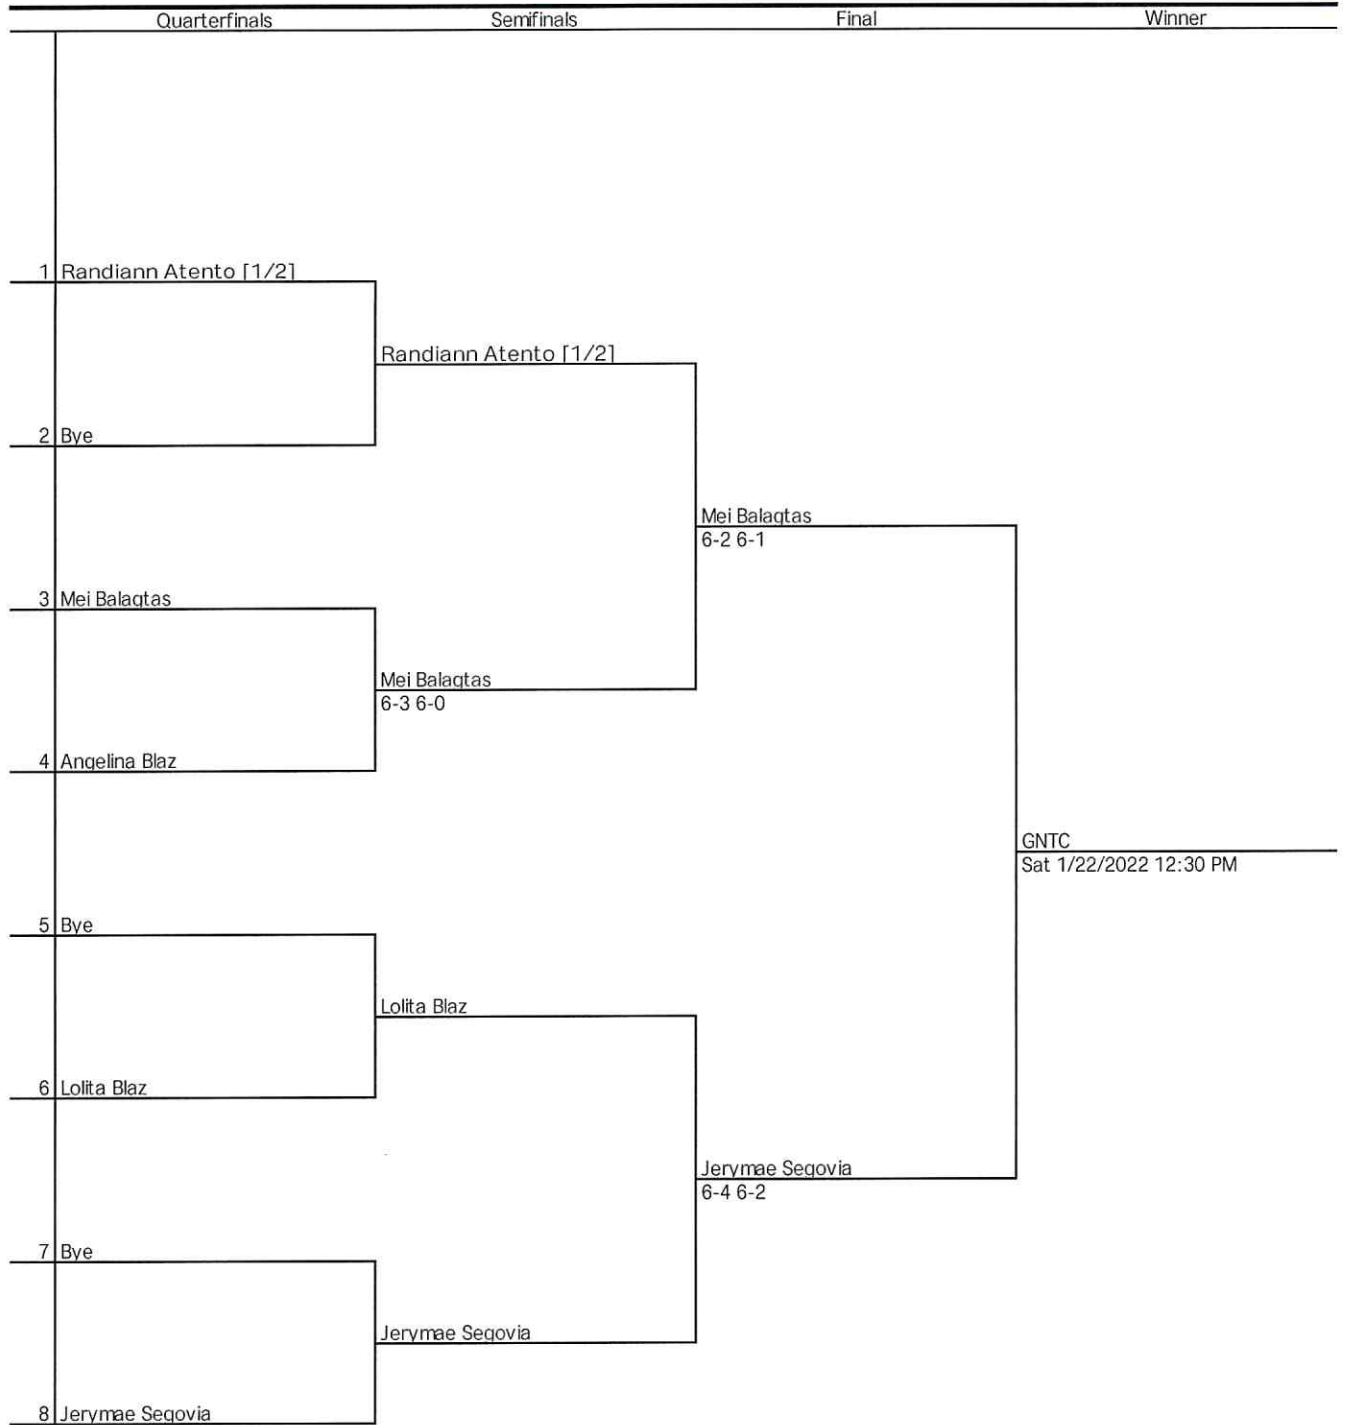 Quarterfinals Semifinals Final Winner
1 Randiann Atento [1/2]
Randiann Atento [1/2]
2 Bye
Mei Balagtas
6-2 6-1
3 Mei Balagtas
Mei Balagtas
6-3 6-0
4 Angelina Blaz
GNTC
Sat 1/22/2022 12:30 PM
5 Bye
Lolita Blaz
6 Lolita Blaz
Jerymae Segovia
6-4 6-2
7 Bye
Jerymae Segovia
8 Jerymae Segovia